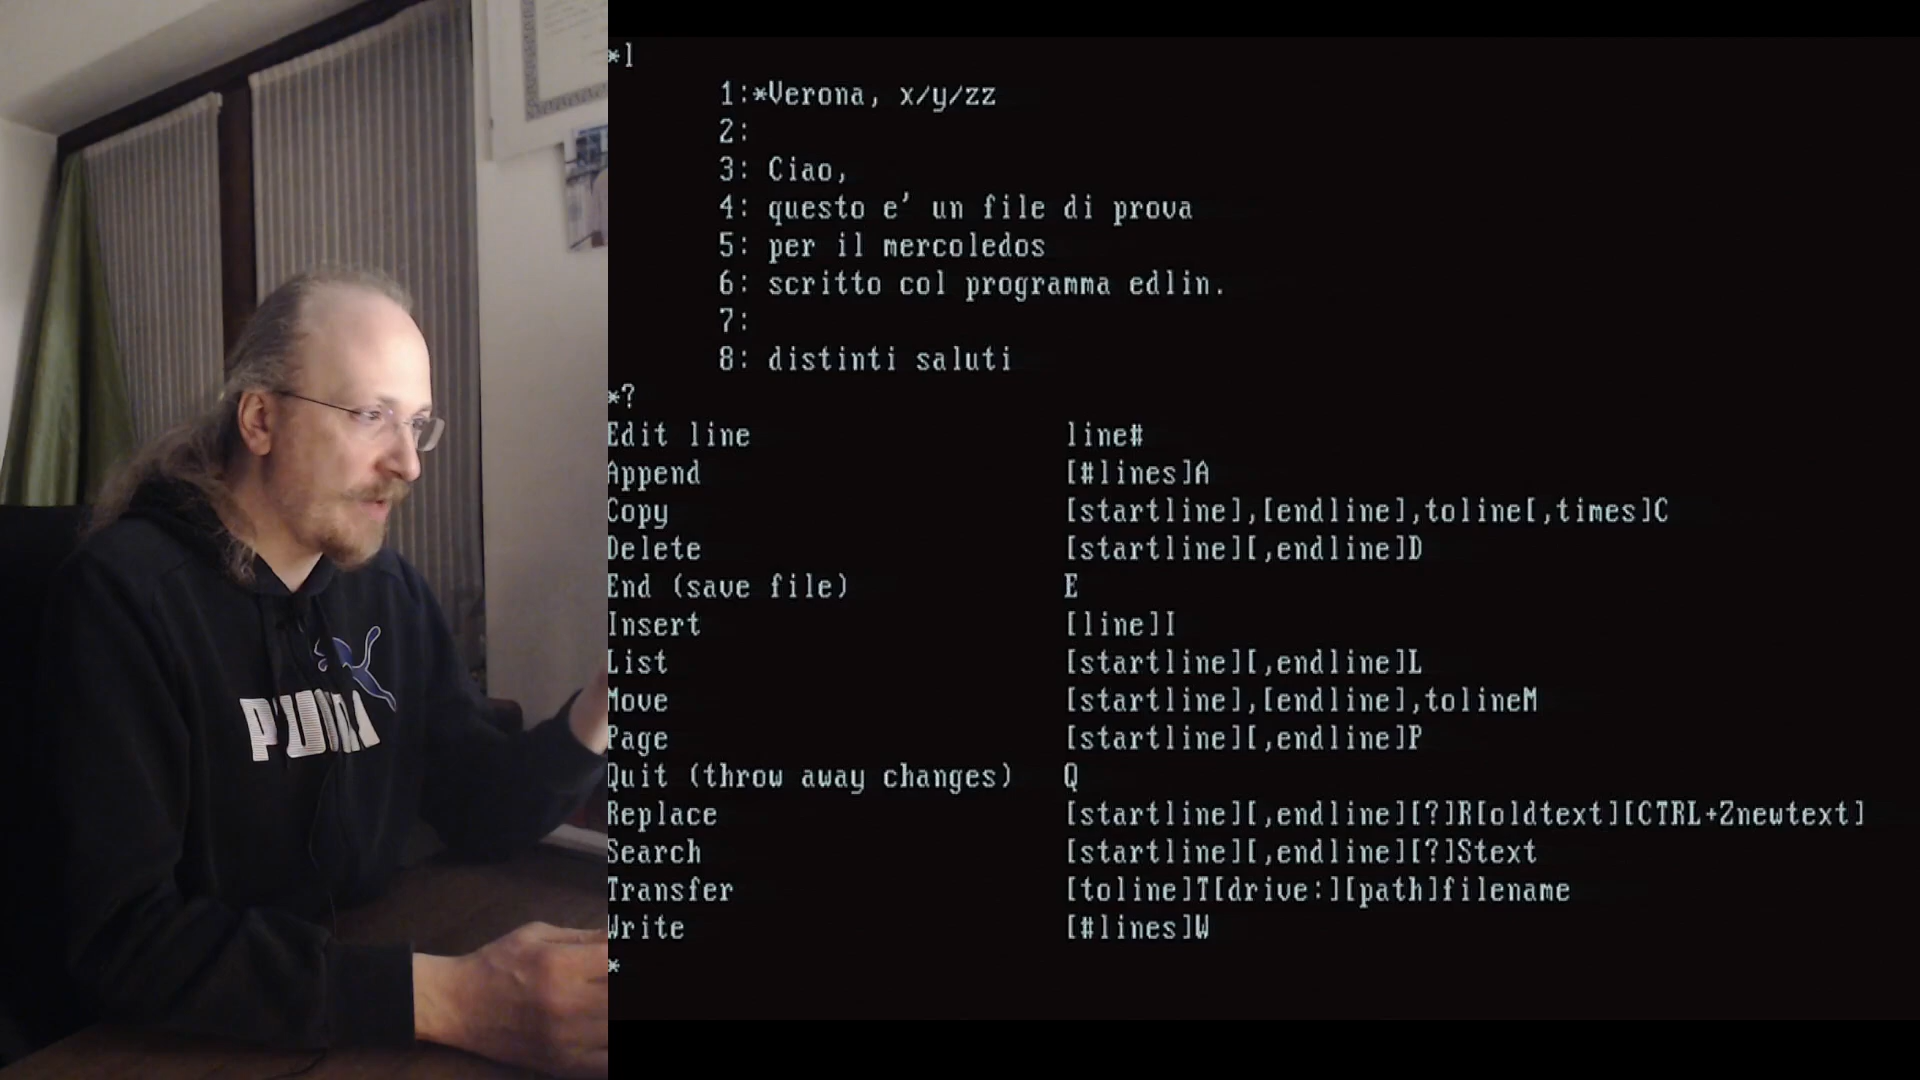 *l
1:*Verona, x/y/zz
2:
3: Ciao,
4: questo e' un file di prova
5: per il mercoledos
6: scritto col programma edlin.
7:
8: distinti saluti
*?
Edit line line#
Append [#lines]A
Copy [startline],[endline],toline[,times]C
Delete [startline][,endline]D
End (save file) E
Insert [line]I
List [startline][,endline]L
Move [startline],[endline],tolineM
Page [startline][,endline]P
Quit (throw away changes) Q
Replace [startline][,endline][?]R[oldtext][CTRL+Znewtext]
Search [startline][,endline][?]Stext
Transfer [toline]T[drive:][path]filename
Write [#lines]W
*
PUMA